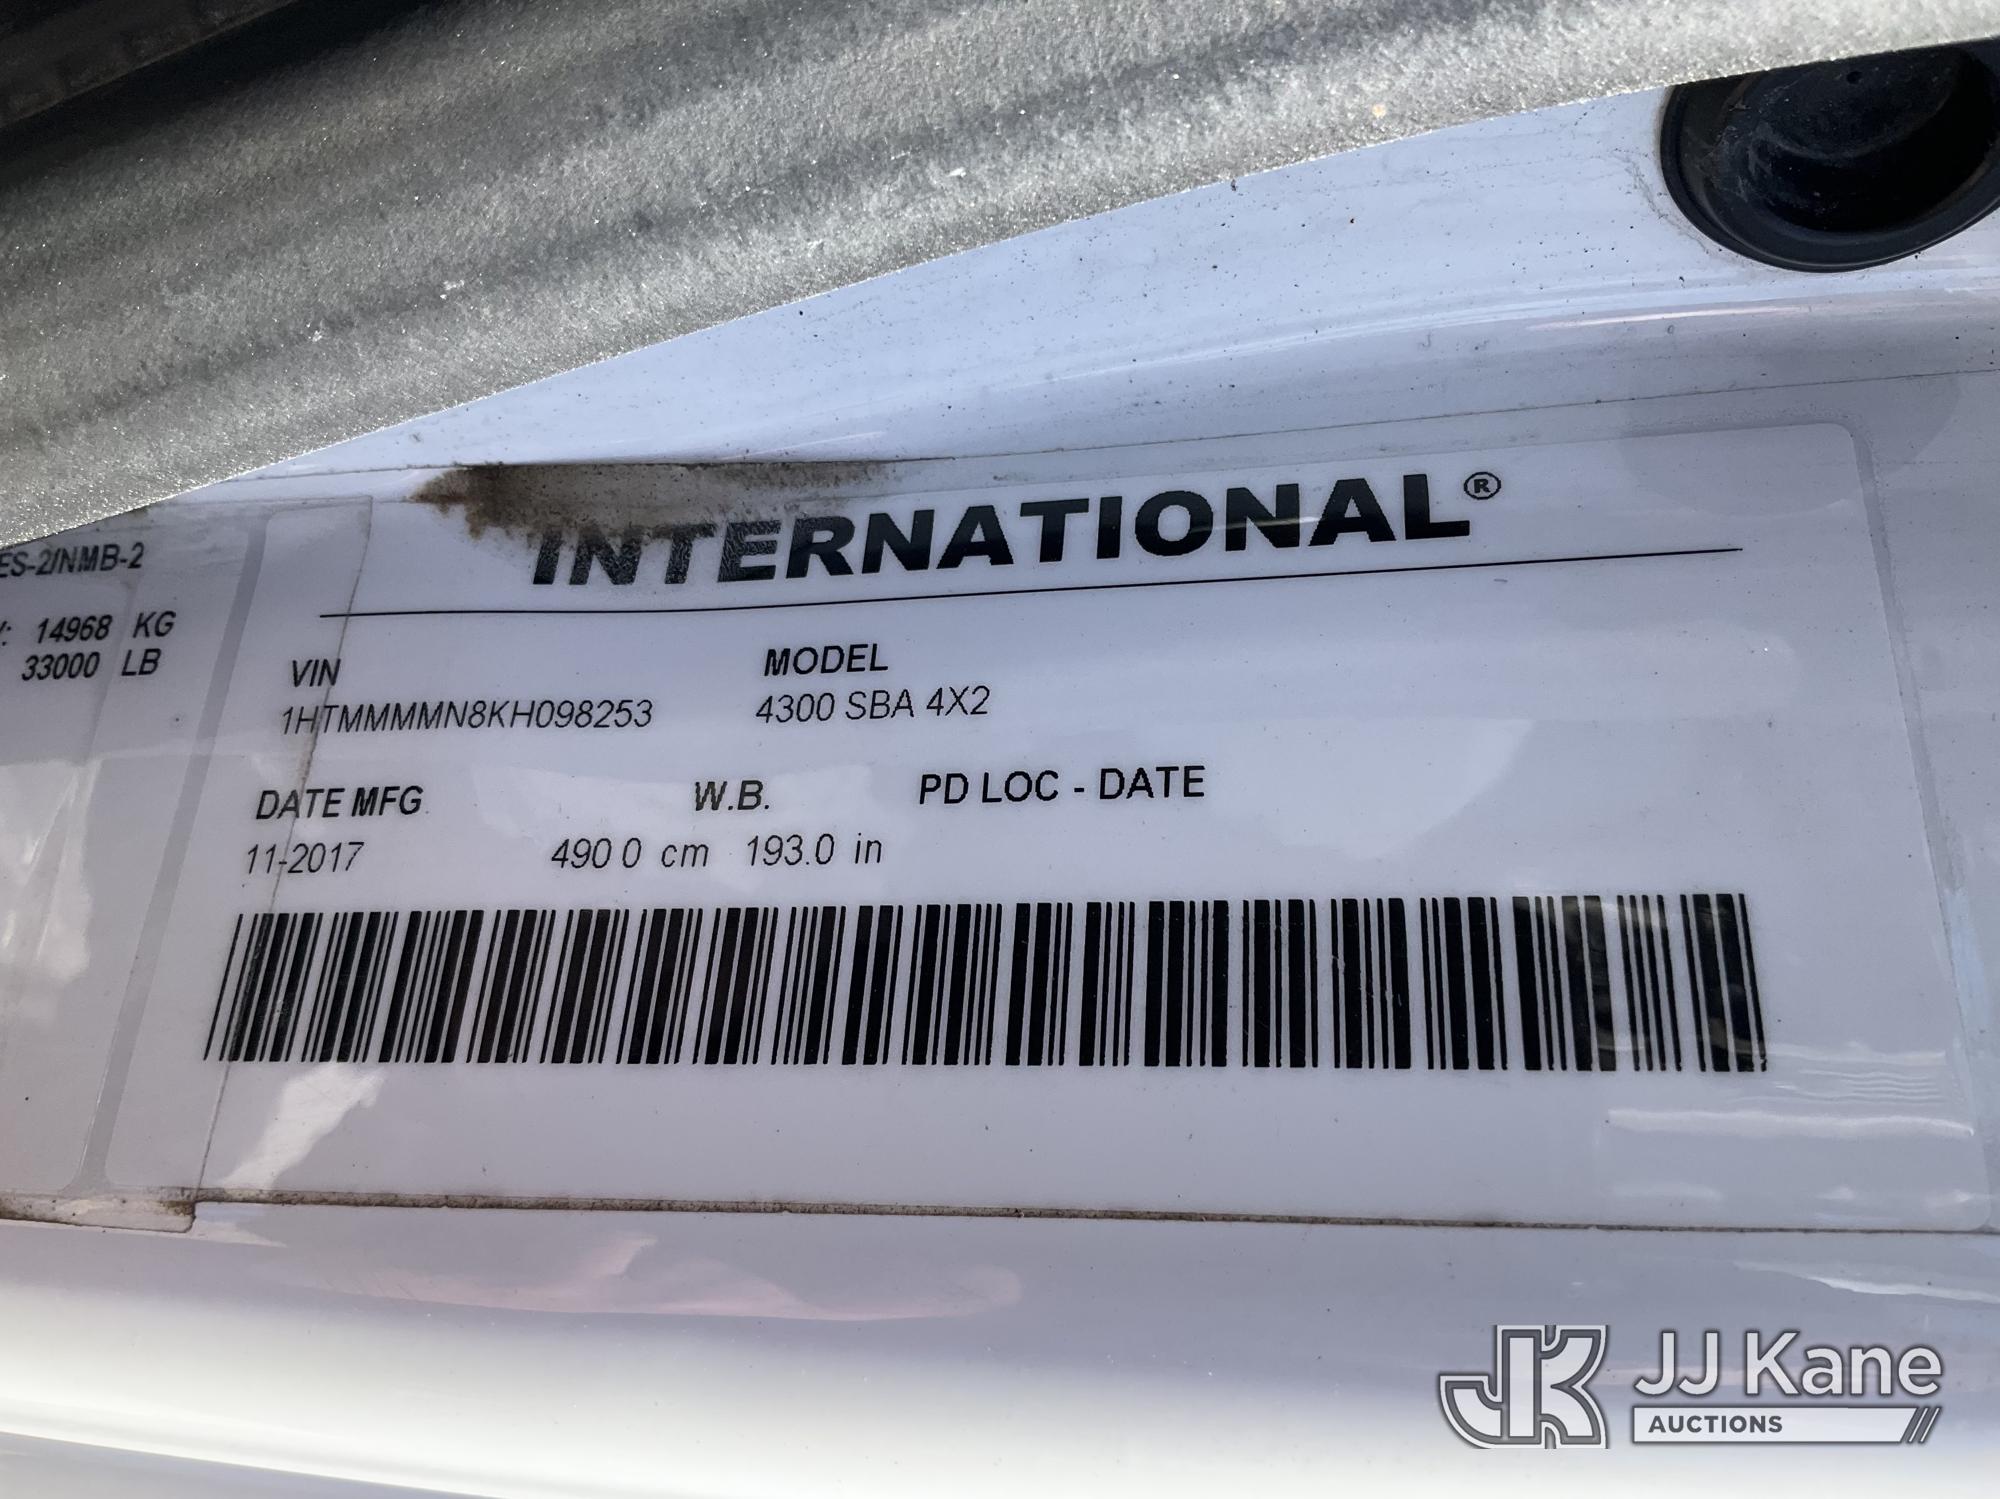 ES-2/NMB-2
14968 KG
33000 LB
INTERNATIONAL®
VIN MODEL
1HTMMMMN8KH098253 4300 SBA 4X2
DATE MFG. W.B. PD LOC - DATE
11-2017 490 0 cm 193.0 in
JK JJ Kane
AUCTIONS